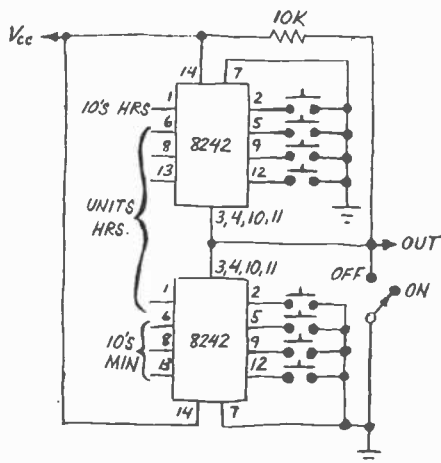 10K
Vcc
14
7
10'S HRS
1
2
6
5
8
8242
9
13
12
UNITS
HRS.
3,4,10,11
OUT
3,4,10,11
OFF
ON
1
2
6
5
10'S
MIN
8
8242
9
13
12
14
7